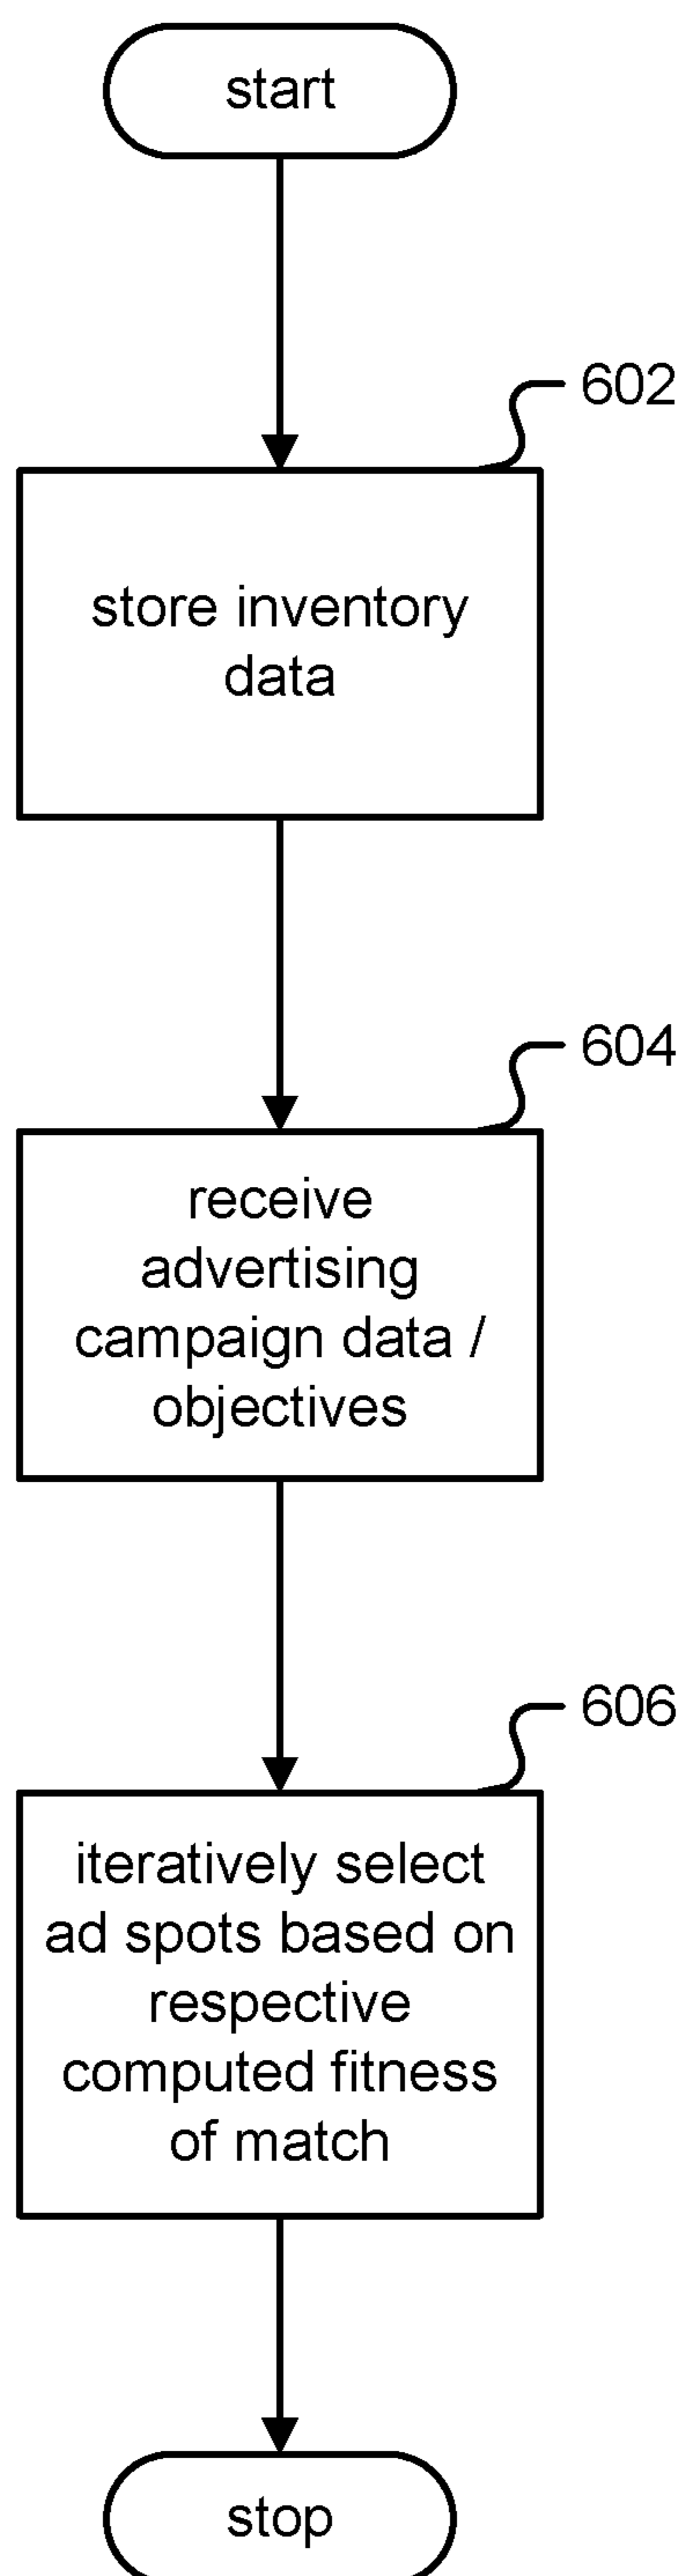 start
602
store inventory
data
604
receive
advertising
campaign data /
objectives
606
iteratively select
ad spots based on
respective
computed fitness
of match
stop